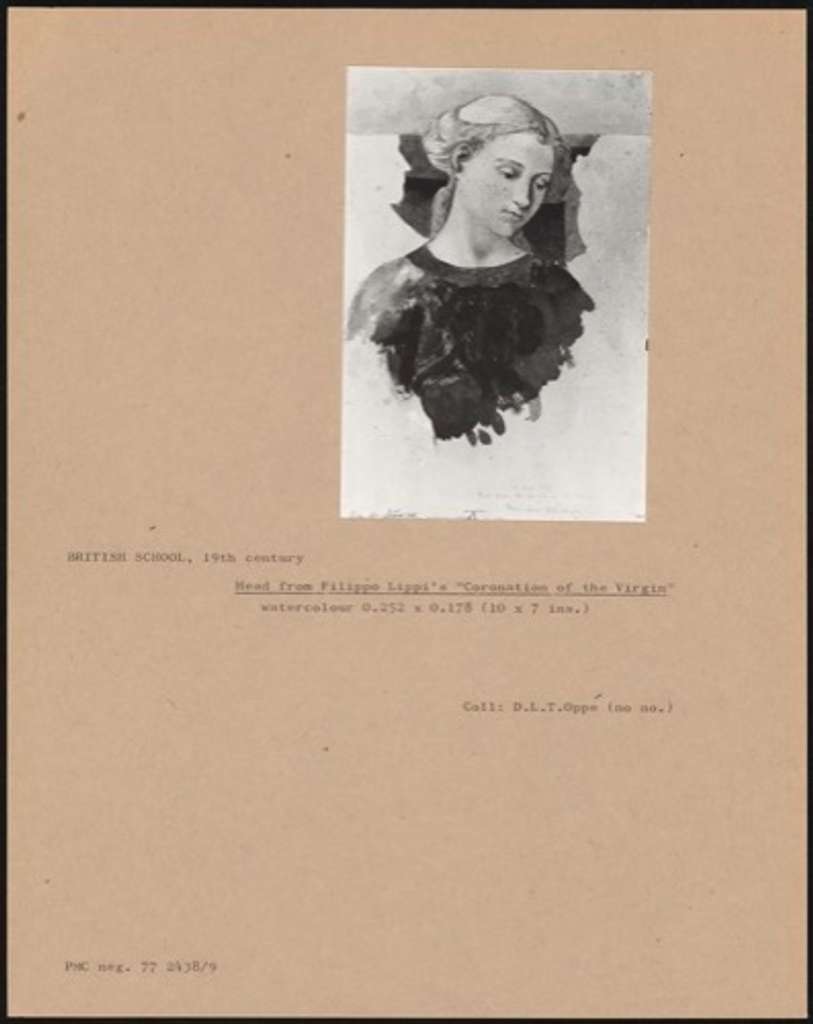 BRITISH SCHOOL, 19th century
Head from Filippo Lippi's "Coronation of the Virgin"
watercolour 0.252 x 0.178 (10 x 7 ins.)
Coll: D.L.T.Oppé (no no.)
PMC neg. 77 2438/9